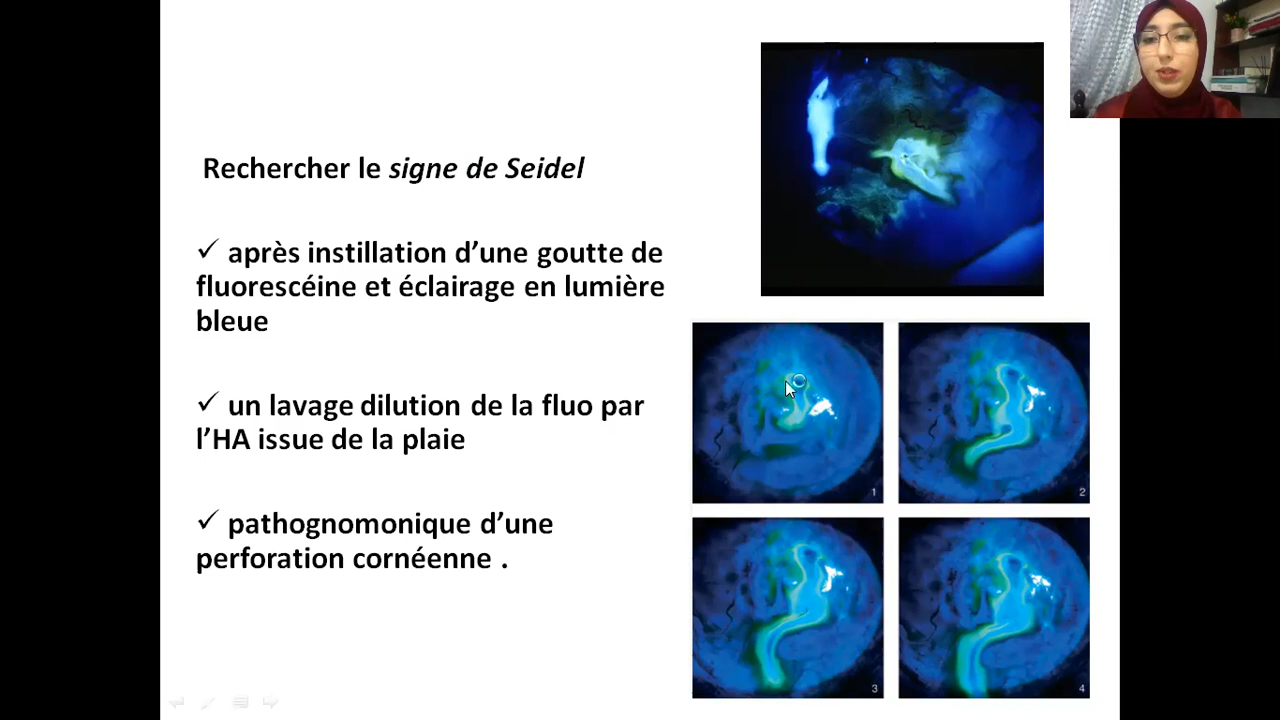 Rechercher le signe de Seidel
✓ après instillation d’une goutte de
fluorescéine et éclairage en lumière
bleue
✓ un lavage dilution de la fluo par
l’HA issue de la plaie
✓ pathognomonique d’une
perforation cornéenne .
1
2
3
4